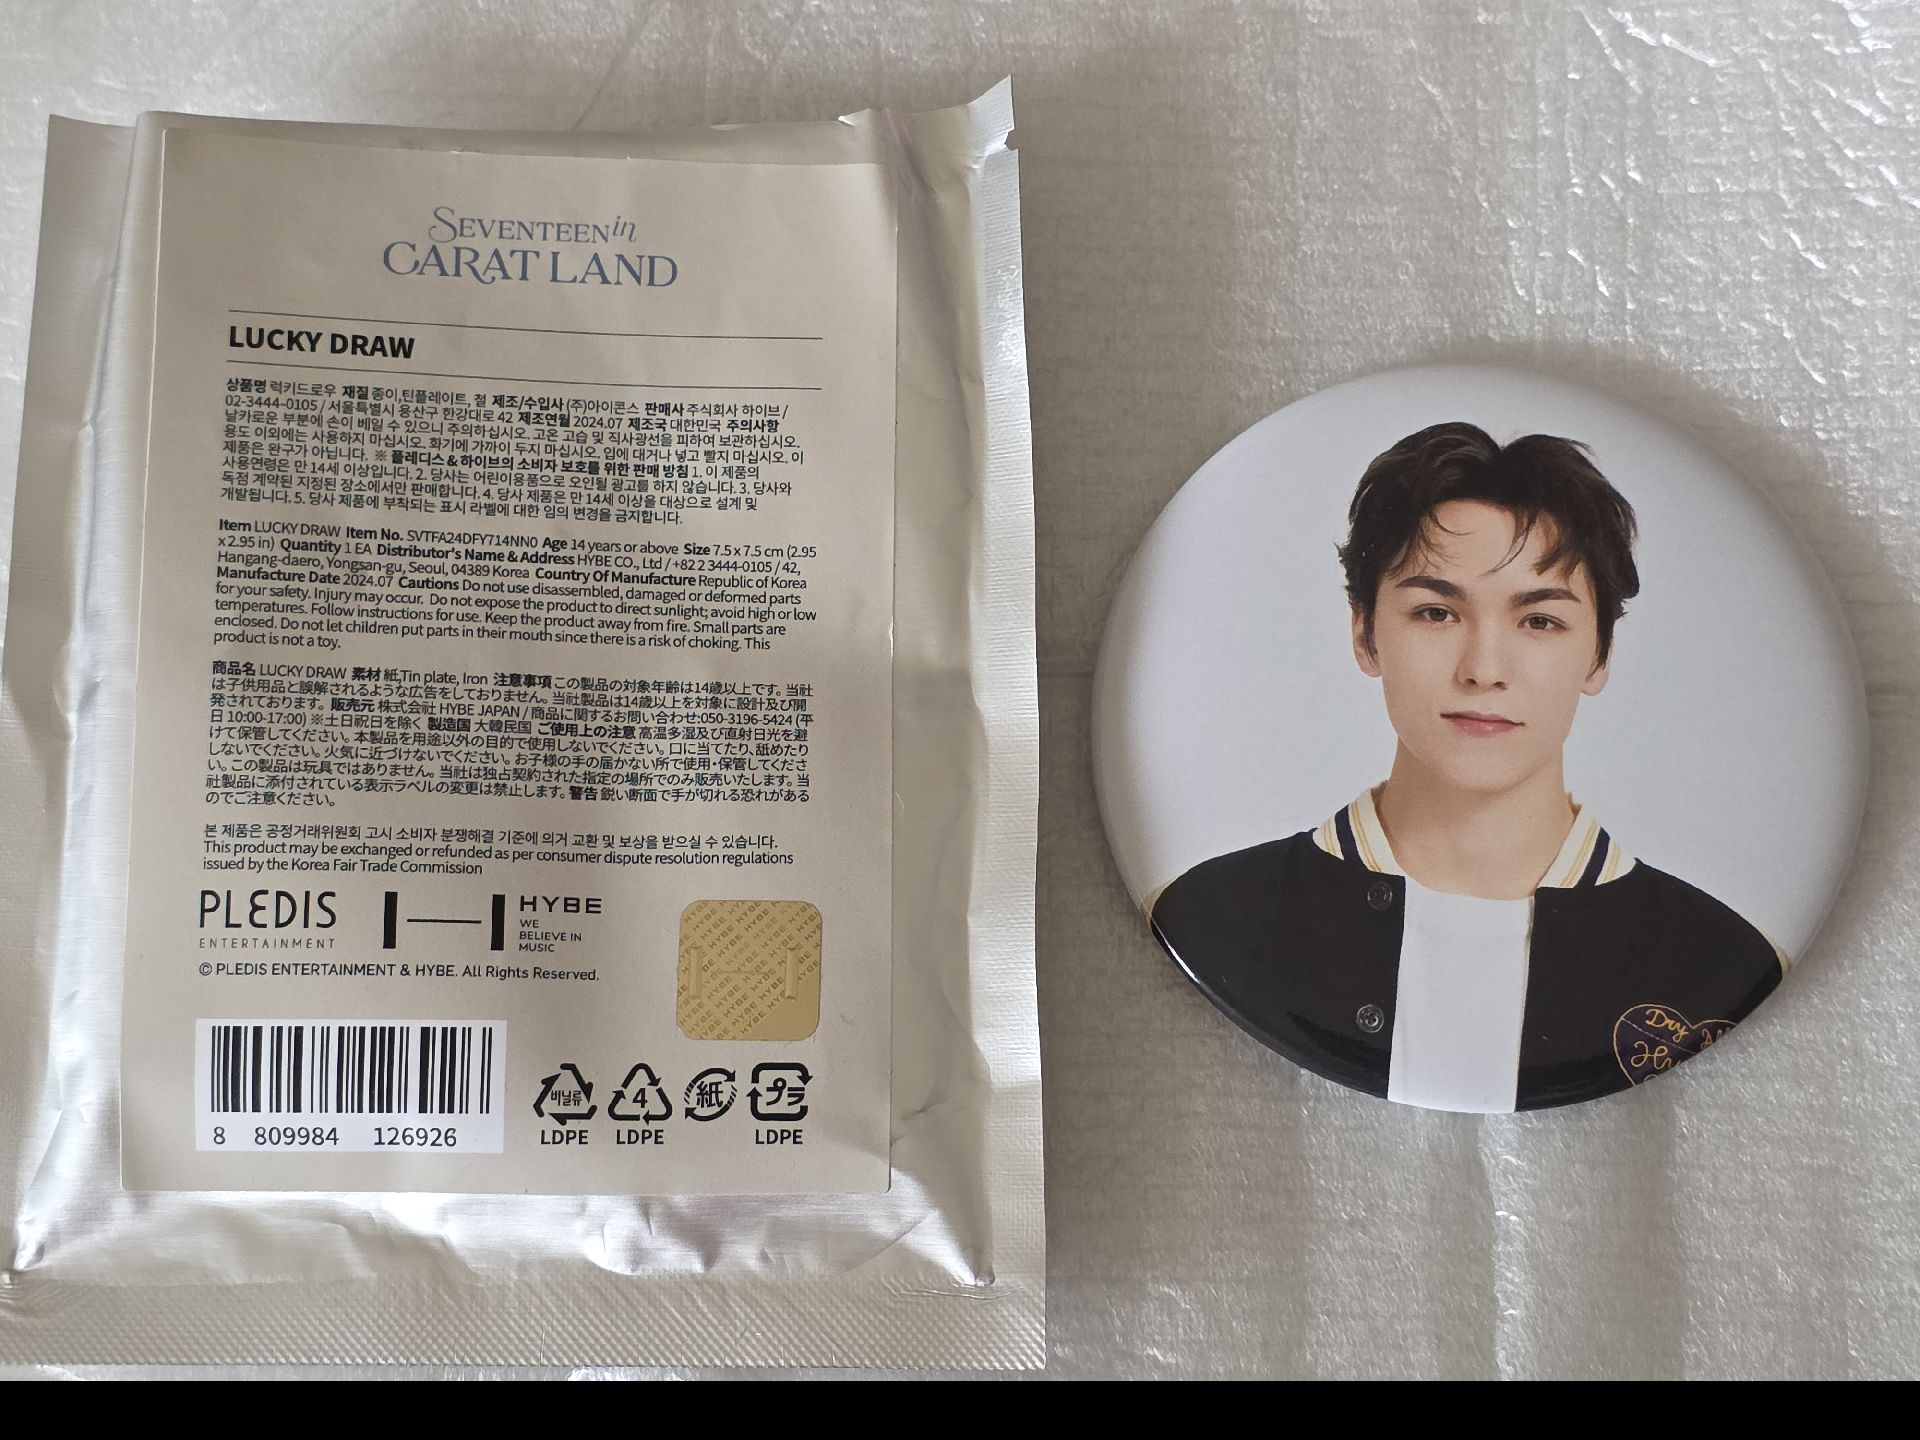 SEVENTEEN in
CARAT LAND
LUCKY DRAW
상품명 럭키드로우 재질 종이,틴플레이트, 철 제조/수입사 (주)아이콘스 판매사 주식회사 하이브 /
02-3444-0105 / 서울특별시 용산구 한강대로 42 제조연월 2024.07 제조국 대한민국 주의사항
날카로운 부분에 손이 베일 수 있으니 주의하십시오. 고온 고습 및 직사광선을 피하여 보관하십시오.
용도 이외에는 사용하지 마십시오. 화기에 가까이 두지 마십시오. 입에 대거나 넣고 빨지 마십시오. 이
제품은 완구가 아닙니다. ※ 플레디스 & 하이브의 소비자 보호를 위한 판매 방침 1. 이 제품의
사용연령은 만 14세 이상입니다. 2. 당사는 어린이용품으로 오인될 광고를 하지 않습니다. 3. 당사와
독점 계약된 지정된 장소에서만 판매합니다. 4. 당사 제품은 만 14세 이상을 대상으로 설계 및
개발됩니다. 5. 당사 제품에 부착되는 표시 라벨에 대한 임의 변경을 금지합니다.
Item LUCKY DRAW Item No. SVTFA24DFY714NN0 Age 14 years or above Size 7.5 x 7.5 cm (2.95
x 2.95 in) Quantity 1 EA Distributor's Name & Address HYBE CO., Ltd / +82 2 3444-0105 / 42,
Hangang-daero, Yongsan-gu, Seoul, 04389 Korea Country Of Manufacture Republic of Korea
Manufacture Date 2024.07 Cautions Do not use disassembled, damaged or deformed parts
for your safety. Injury may occur. Do not expose the product to direct sunlight; avoid high or low
temperatures. Follow instructions for use. Keep the product away from fire. Small parts are
enclosed. Do not let children put parts in their mouth since there is a risk of choking. This
product is not a toy.
商品名 LUCKY DRAW 素材 紙,Tin plate, Iron 注意事項 この製品の対象年齢は14歳以上です。当社
は子供用品と誤解されるような広告をしておりません。当社製品は14歳以上を対象に設計及び開
発されております。販売元 株式会社 HYBE JAPAN / 商品に関するお問い合わせ:050-3196-5424 (平
日 10:00-17:00) ※土日祝日を除く 製造国 大韓民国 ご使用上の注意 高温多湿及び直射日光を避
けて保管してください。本製品を用途以外の目的で使用しないでください。口に当てたり、舐めたり
しないでください。火気に近づけないでください。お子様の手の届かない所で使用・保管してくださ
い。この製品は玩具ではありません。当社は独占契約された指定の場所でのみ販売いたします。当
社製品に添付されている表示ラベルの変更は禁止します。警告 鋭い断面で手が切れる恐れがある
のでご注意ください。
본 제품은 공정거래위원회 고시 소비자 분쟁해결 기준에 의거 교환 및 보상을 받으실 수 있습니다.
This product may be exchanged or refunded as per consumer dispute resolution regulations
issued by the Korea Fair Trade Commission
PLEDIS
ENTERTAINMENT
HYBE
WE
BELIEVE IN
MUSIC
© PLEDIS ENTERTAINMENT & HYBE. All Rights Reserved.
8 809984 126926
비닐류
LDPE
4
LDPE
紙
プラ
LDPE
Dry